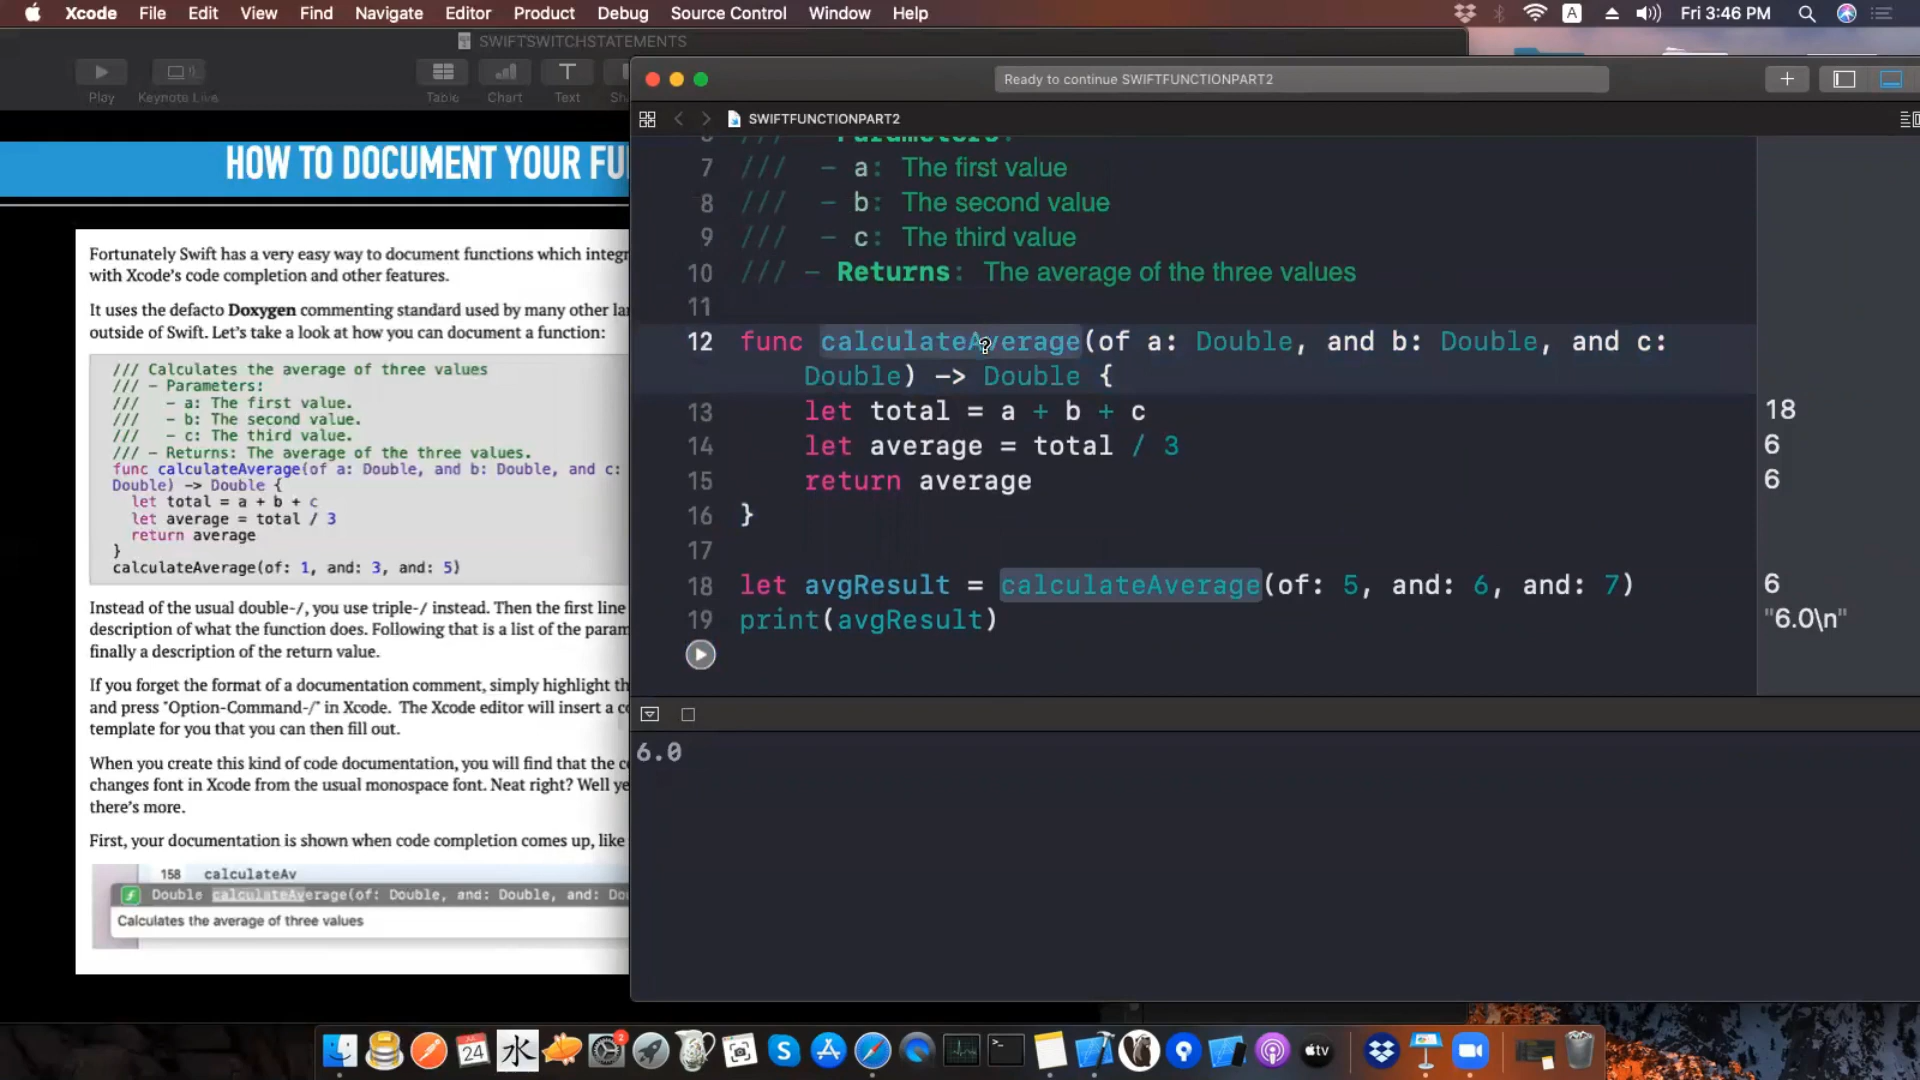 Xcode File Edit View Find Navigate Editor Product Debug Source Control Window Help
A Fri 3:46 PM
SWIFTSWITCHSTATEMENTS
Play Keynote Live Table Chart Text
HOW TO DOCUMENT YOUR FU
Fortunately Swift has a very easy way to document functions which integr
with Xcode's code completion and other features.
It uses the defacto Doxygen commenting standard used by many other la
outside of Swift. Let's take a look at how you can document a function:
/// Calculates the average of three values
/// - Parameters:
/// - a: The first value.
/// - b: The second value.
/// - c: The third value.
/// - Returns: The average of the three values.
func calculateAverage(of a: Double, and b: Double, and c:
Double) -> Double {
let total = a + b + c
let average = total / 3
return average
}
calculateAverage(of: 1, and: 3, and: 5)
Instead of the usual double-/, you use triple-/ instead. Then the first line
description of what the function does. Following that is a list of the param
finally a description of the return value.
If you forget the format of a documentation comment, simply highlight th
and press "Option-Command-/" in Xcode. The Xcode editor will insert a co
template for you that you can then fill out.
When you create this kind of code documentation, you will find that the co
changes font in Xcode from the usual monospace font. Neat right? Well ye
there's more.
First, your documentation is shown when code completion comes up, like
158 calculateAv
f Double calculateAverage(of: Double, and: Double, and: Dou
Calculates the average of three values
Ready to continue SWIFTFUNCTIONPART2
SWIFTFUNCTIONPART2
6 /// - Parameters:
7 /// - a: The first value
8 /// - b: The second value
9 /// - c: The third value
10 /// - Returns: The average of the three values
11
12 func calculateAverage(of a: Double, and b: Double, and c:
Double) -> Double {
13 let total = a + b + c 18
14 let average = total / 3 6
15 return average 6
16 }
17
18 let avgResult = calculateAverage(of: 5, and: 6, and: 7) 6
19 print(avgResult) "6.0\n"
6.0
24 水 2 tv